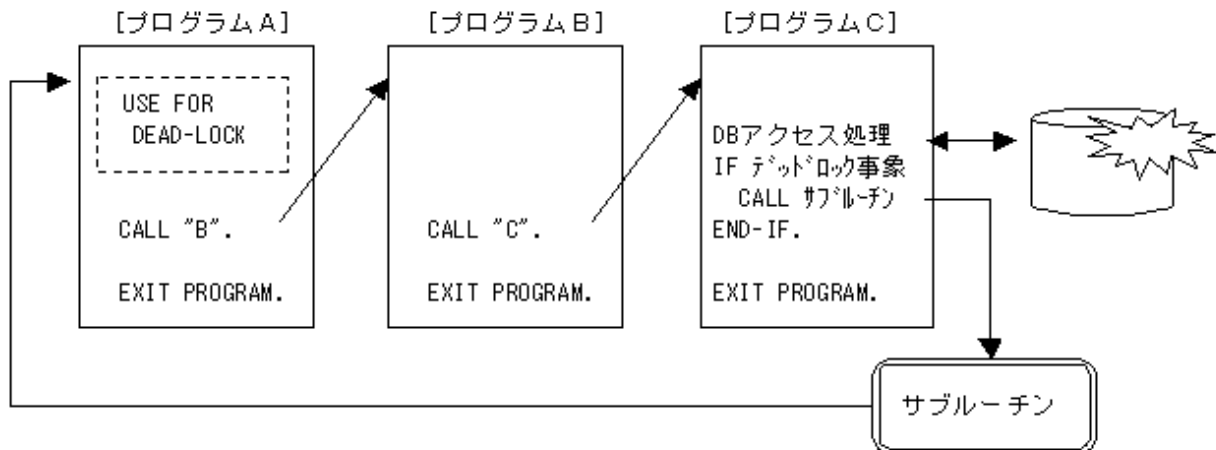 [プログラムA]
USE FOR
DEAD-LOCK
CALL "B".
EXIT PROGRAM.
[プログラムB]
CALL "C".
EXIT PROGRAM.
[プログラムC]
DBアクセス処理
IF デッドロック事象
CALL サブルーチン
END-IF.
EXIT PROGRAM.
サブルーチン